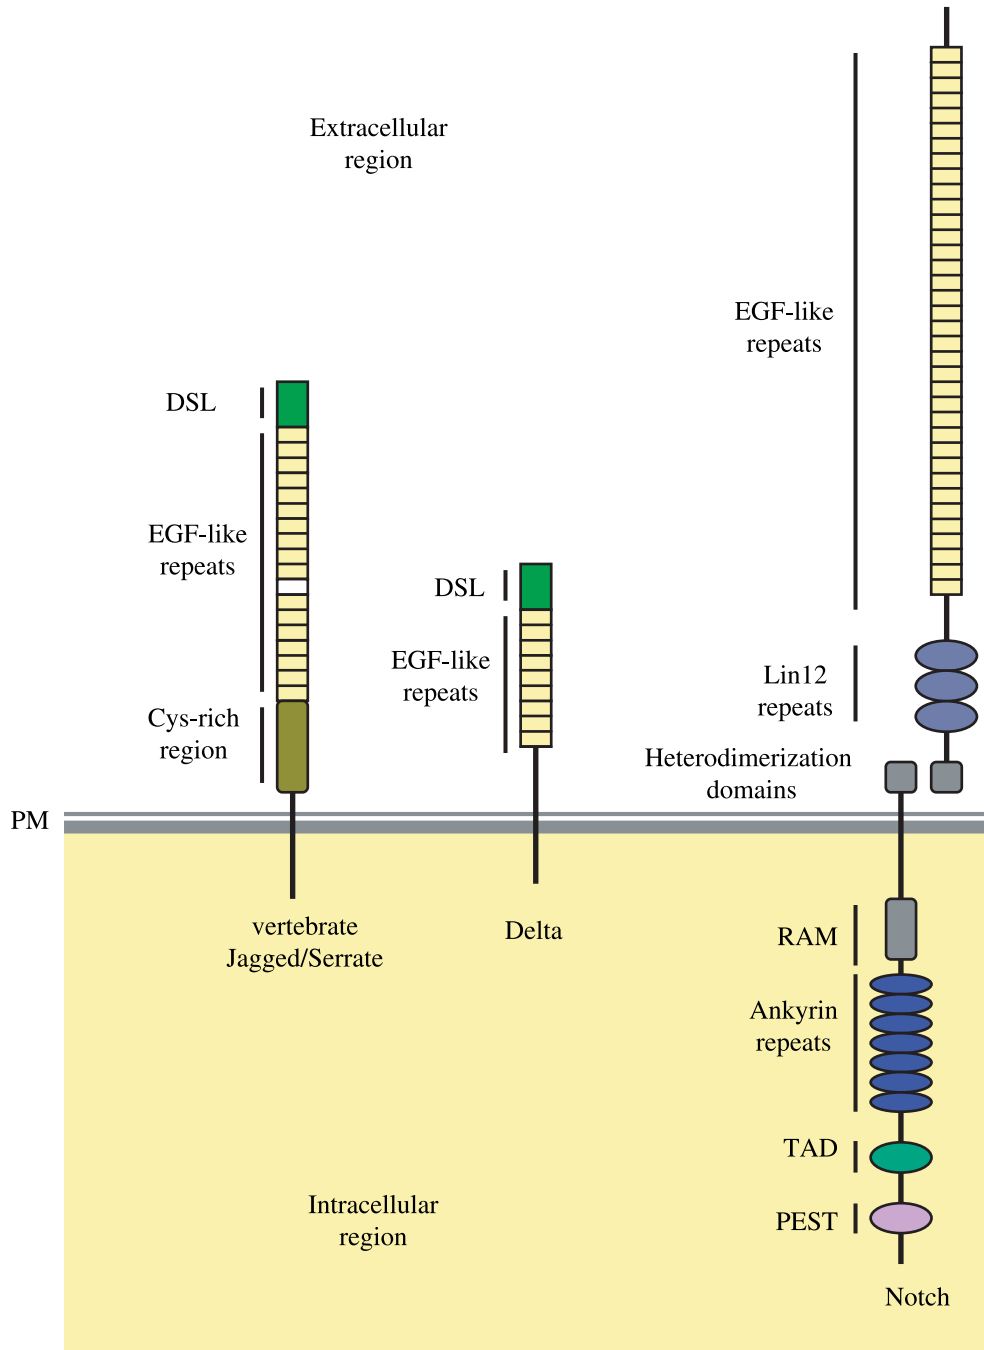 Extracellular
region
EGF-like
repeats
DSL
EGF-like
repeats
Cys-rich
region
DSL
EGF-like
repeats
Lin12
repeats
Heterodimerization
domains
PM
vertebrate
Jagged/Serrate
Delta
RAM
Ankyrin
repeats
TAD
PEST
Intracellular
region
Notch